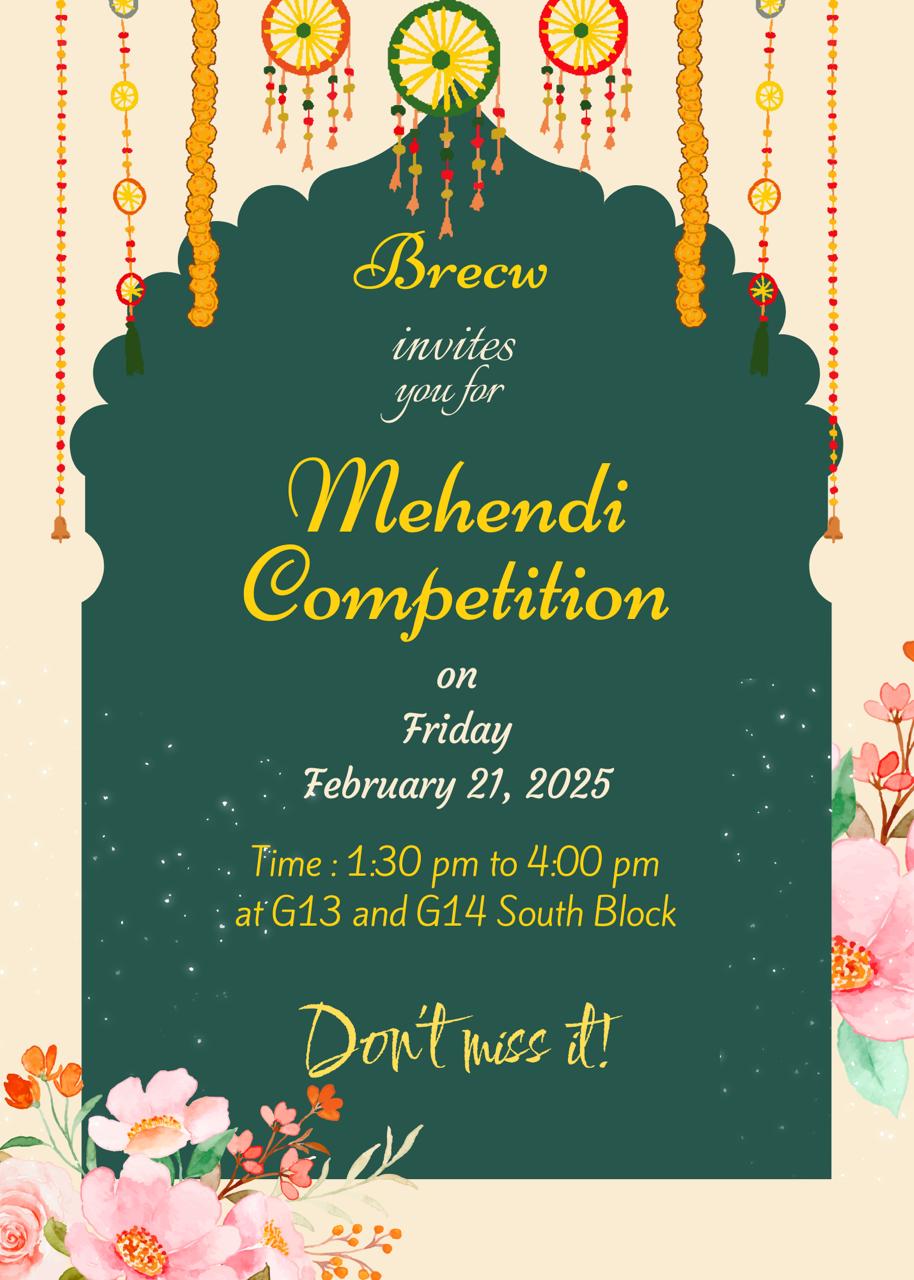 Brecw
invites
you for
Mehendi
Competition
on
Friday
February 21, 2025
Time : 1:30 pm to 4:00 pm
at G13 and G14 South Block
Don't miss it!